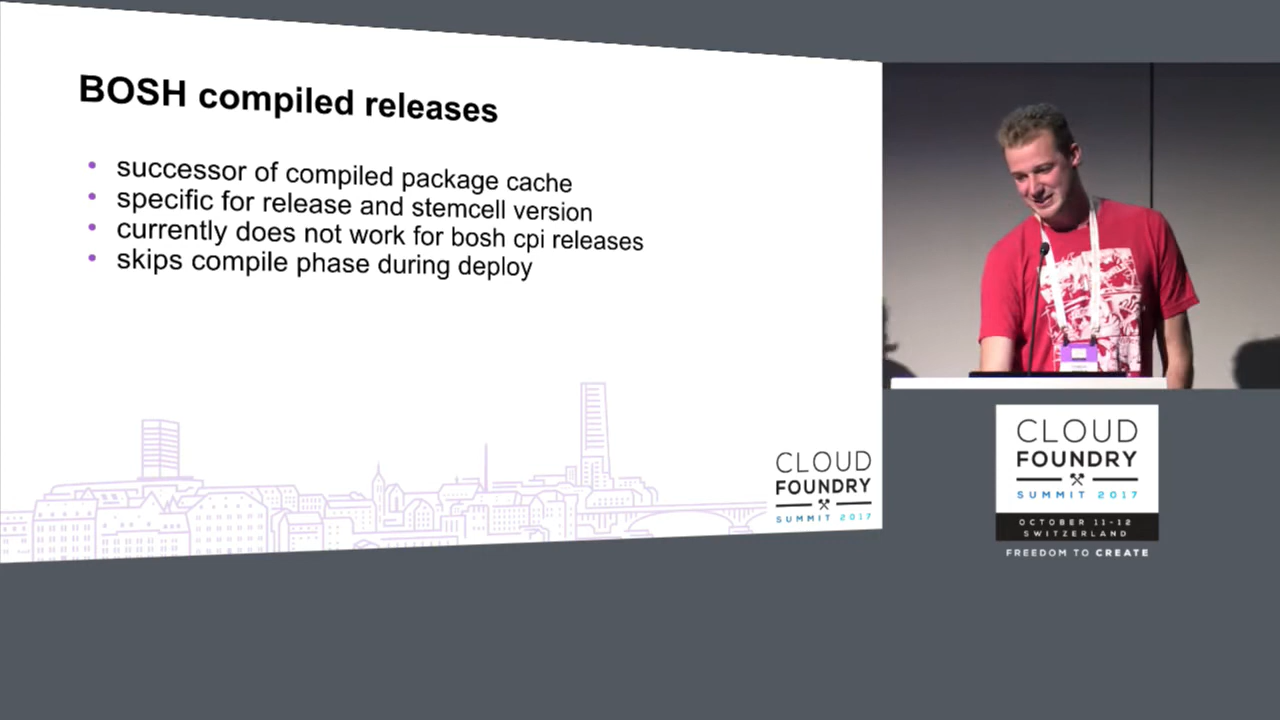 BOSH compiled releases
successor of compiled package cache
specific for release and stemcell version
currently does not work for bosh cpi releases
skips compile phase during deploy
CLOUD
FOUNDRY
SUMMIT 2017
CLOUD
FOUNDRY
SUMMIT 2017
OCTOBER 11-12
SWITZERLAND
FREEDOM TO CREATE